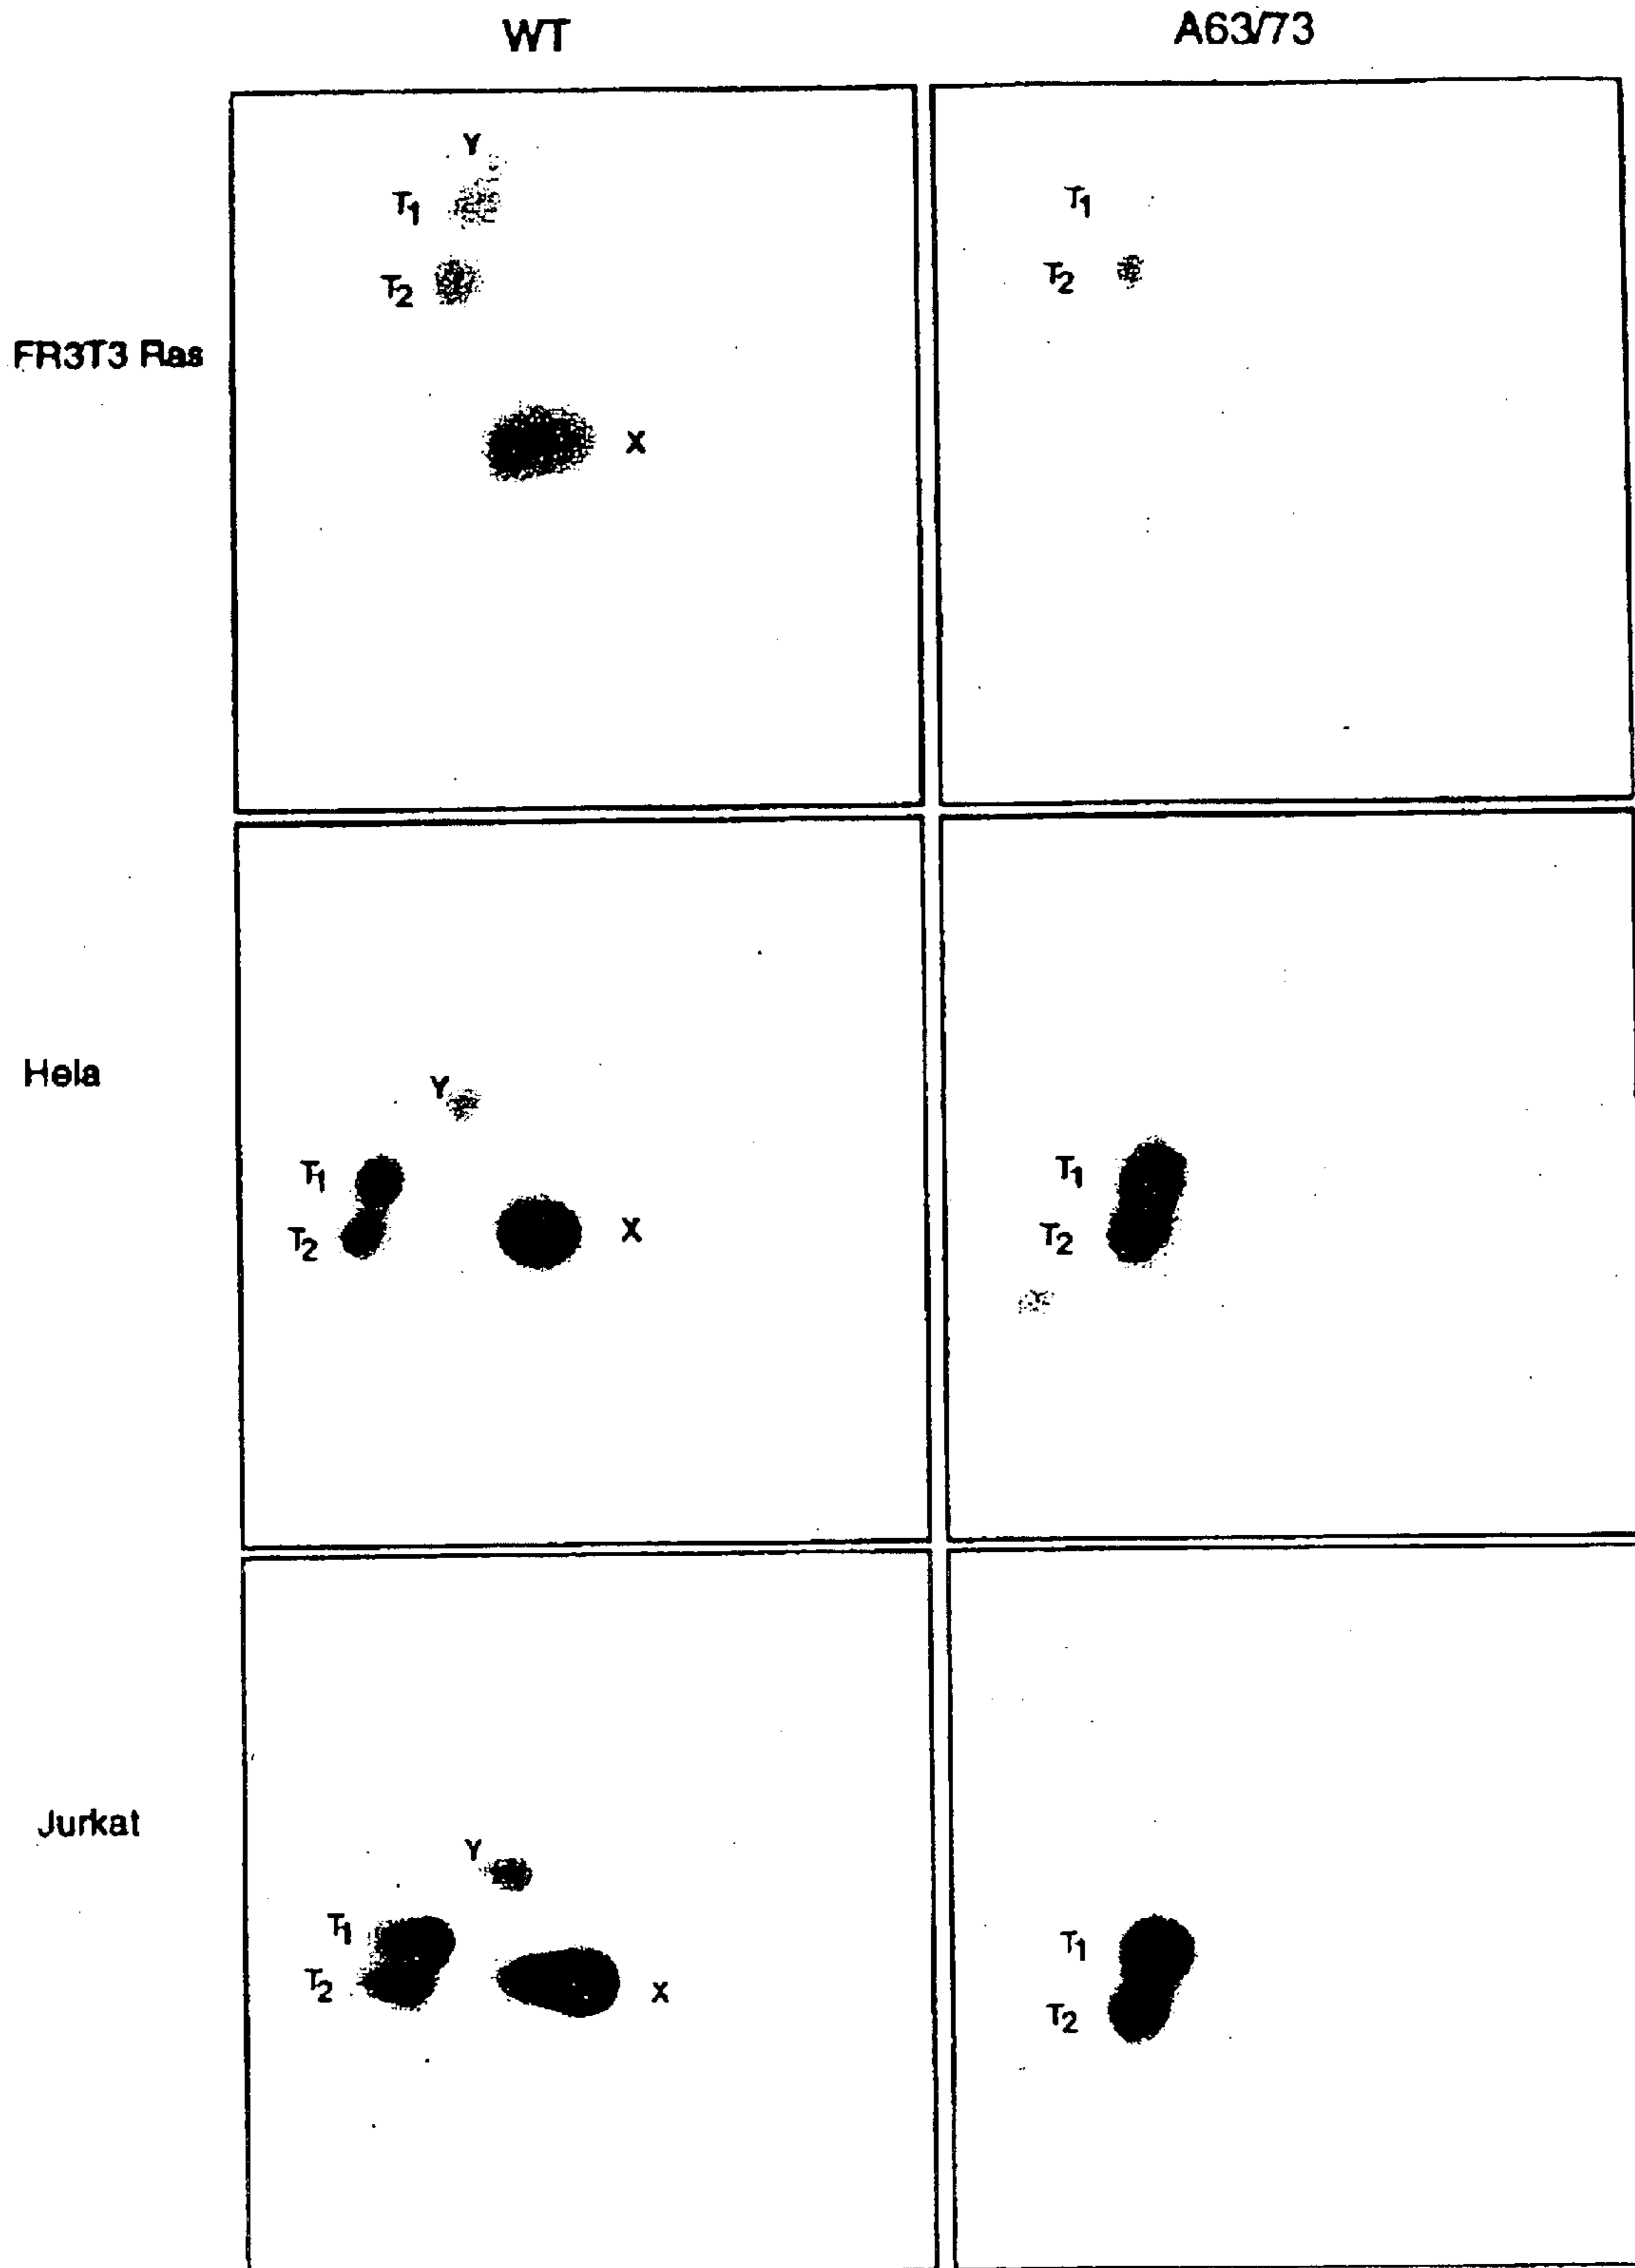 WT A63/73
Y
T1 T1
T2 T2
FR3T3 Ras
X
Hela
Y
T1 T1
T2 T2
X
Jurkat
Y
T1 T1
T2 T2
X